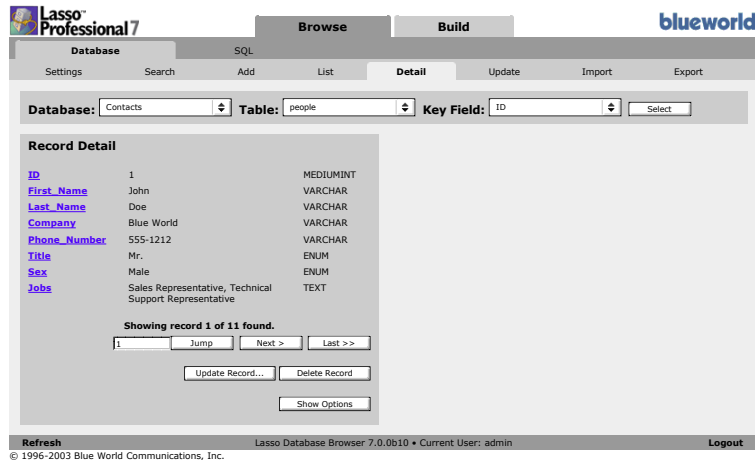 Lasso™
Professional 7
Browse Build
blueworld
Database SQL
Settings Search Add List Detail Update Import Export
Database: Contacts Table: people Key Field: ID Select
Record Detail
ID 1 MEDIUMINT
First_Name John VARCHAR
Last_Name Doe VARCHAR
Company Blue World VARCHAR
Phone_Number 555-1212 VARCHAR
Title Mr. ENUM
Sex Male ENUM
Jobs Sales Representative, Technical TEXT
Support Representative
Showing record 1 of 11 found.
1 Jump Next > Last >>
Update Record... Delete Record
Show Options
Refresh Lasso Database Browser 7.0.0b10 • Current User: admin Logout
© 1996-2003 Blue World Communications, Inc.